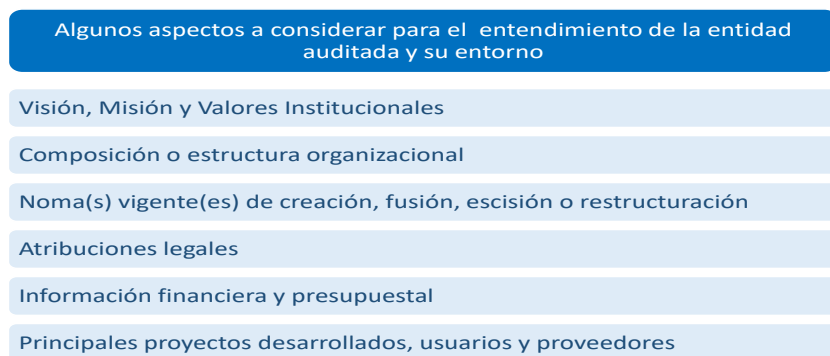 Algunos aspectos a considerar para el entendimiento de la entidad
auditada y su entorno
Visión, Misión y Valores Institucionales
Composición o estructura organizacional
Noma(s) vigente(es) de creación, fusión, escisión o restructuración
Atribuciones legales
Información financiera y presupuestal
Principales proyectos desarrollados, usuarios y proveedores